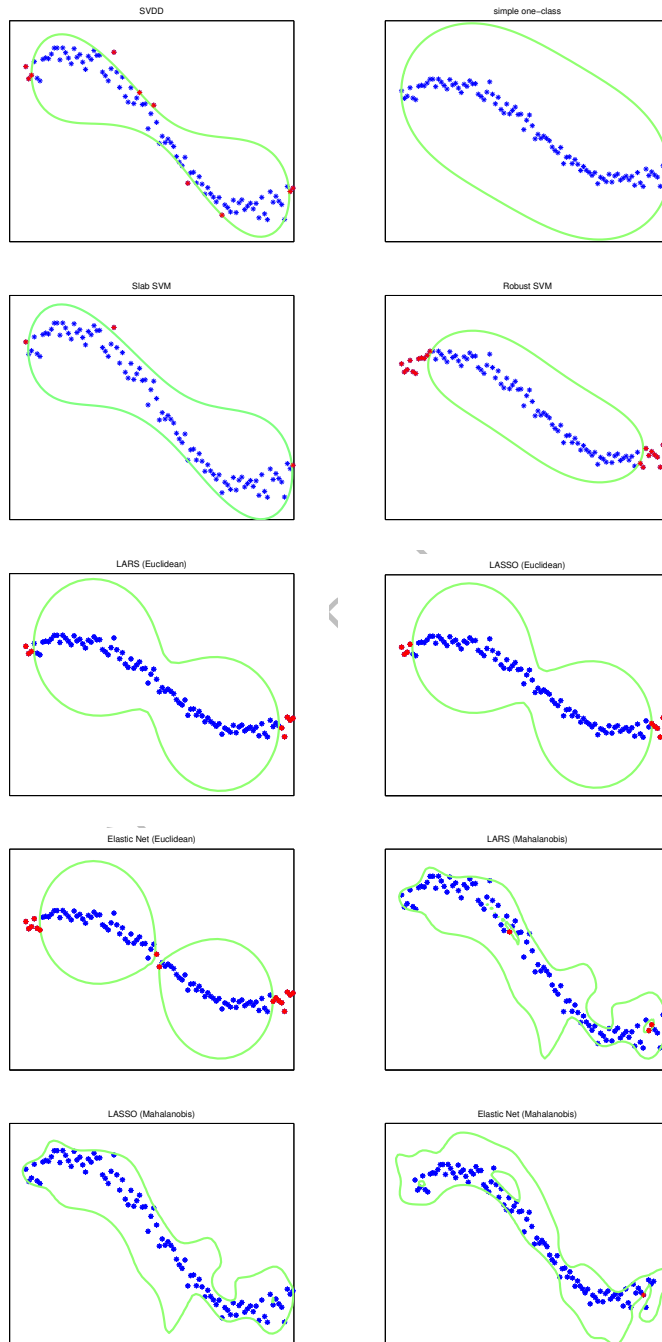 SVDD
simple one-class
Slab SVM
Robust SVM
LARS (Euclidean)
LASSO (Euclidean)
Elastic Net (Euclidean)
LARS (Mahalanobis)
LASSO (Mahalanobis)
Elastic Net (Mahalanobis)